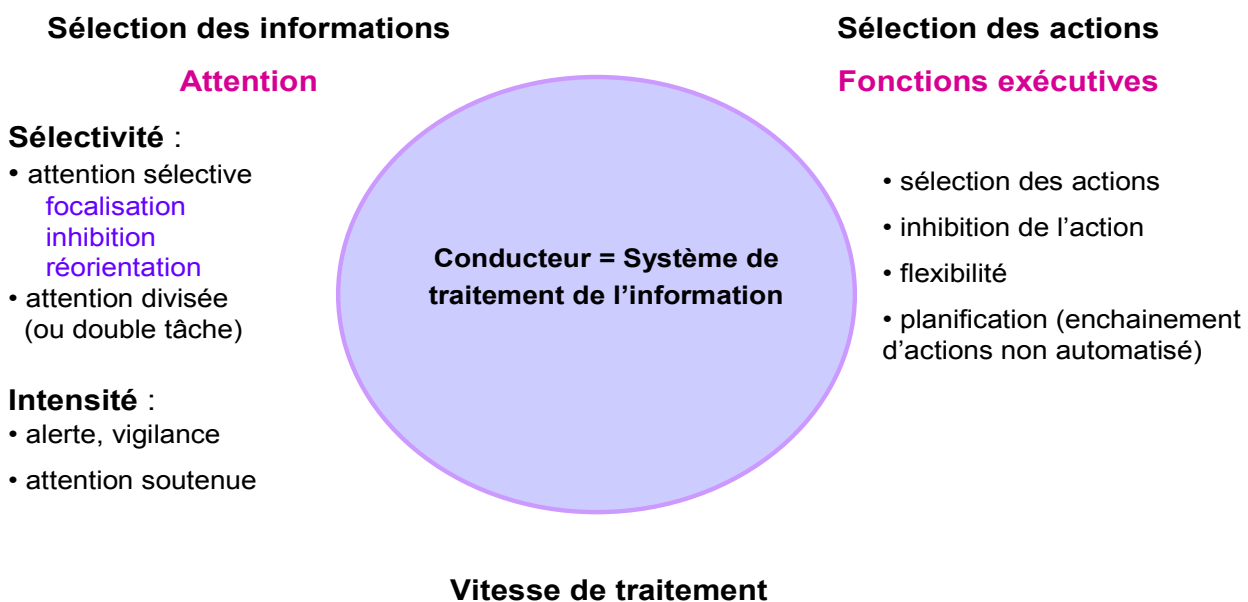 Sélection des informations
Attention
Sélectivité :
• attention sélective
focalisation
inhibition
réorientation
• attention divisée
(ou double tâche)
Intensité :
• alerte, vigilance
• attention soutenue
Conducteur = Système de
traitement de l’information
Sélection des actions
Fonctions exécutives
• sélection des actions
• inhibition de l’action
• flexibilité
• planification (enchainement
d’actions non automatisé)
Vitesse de traitement